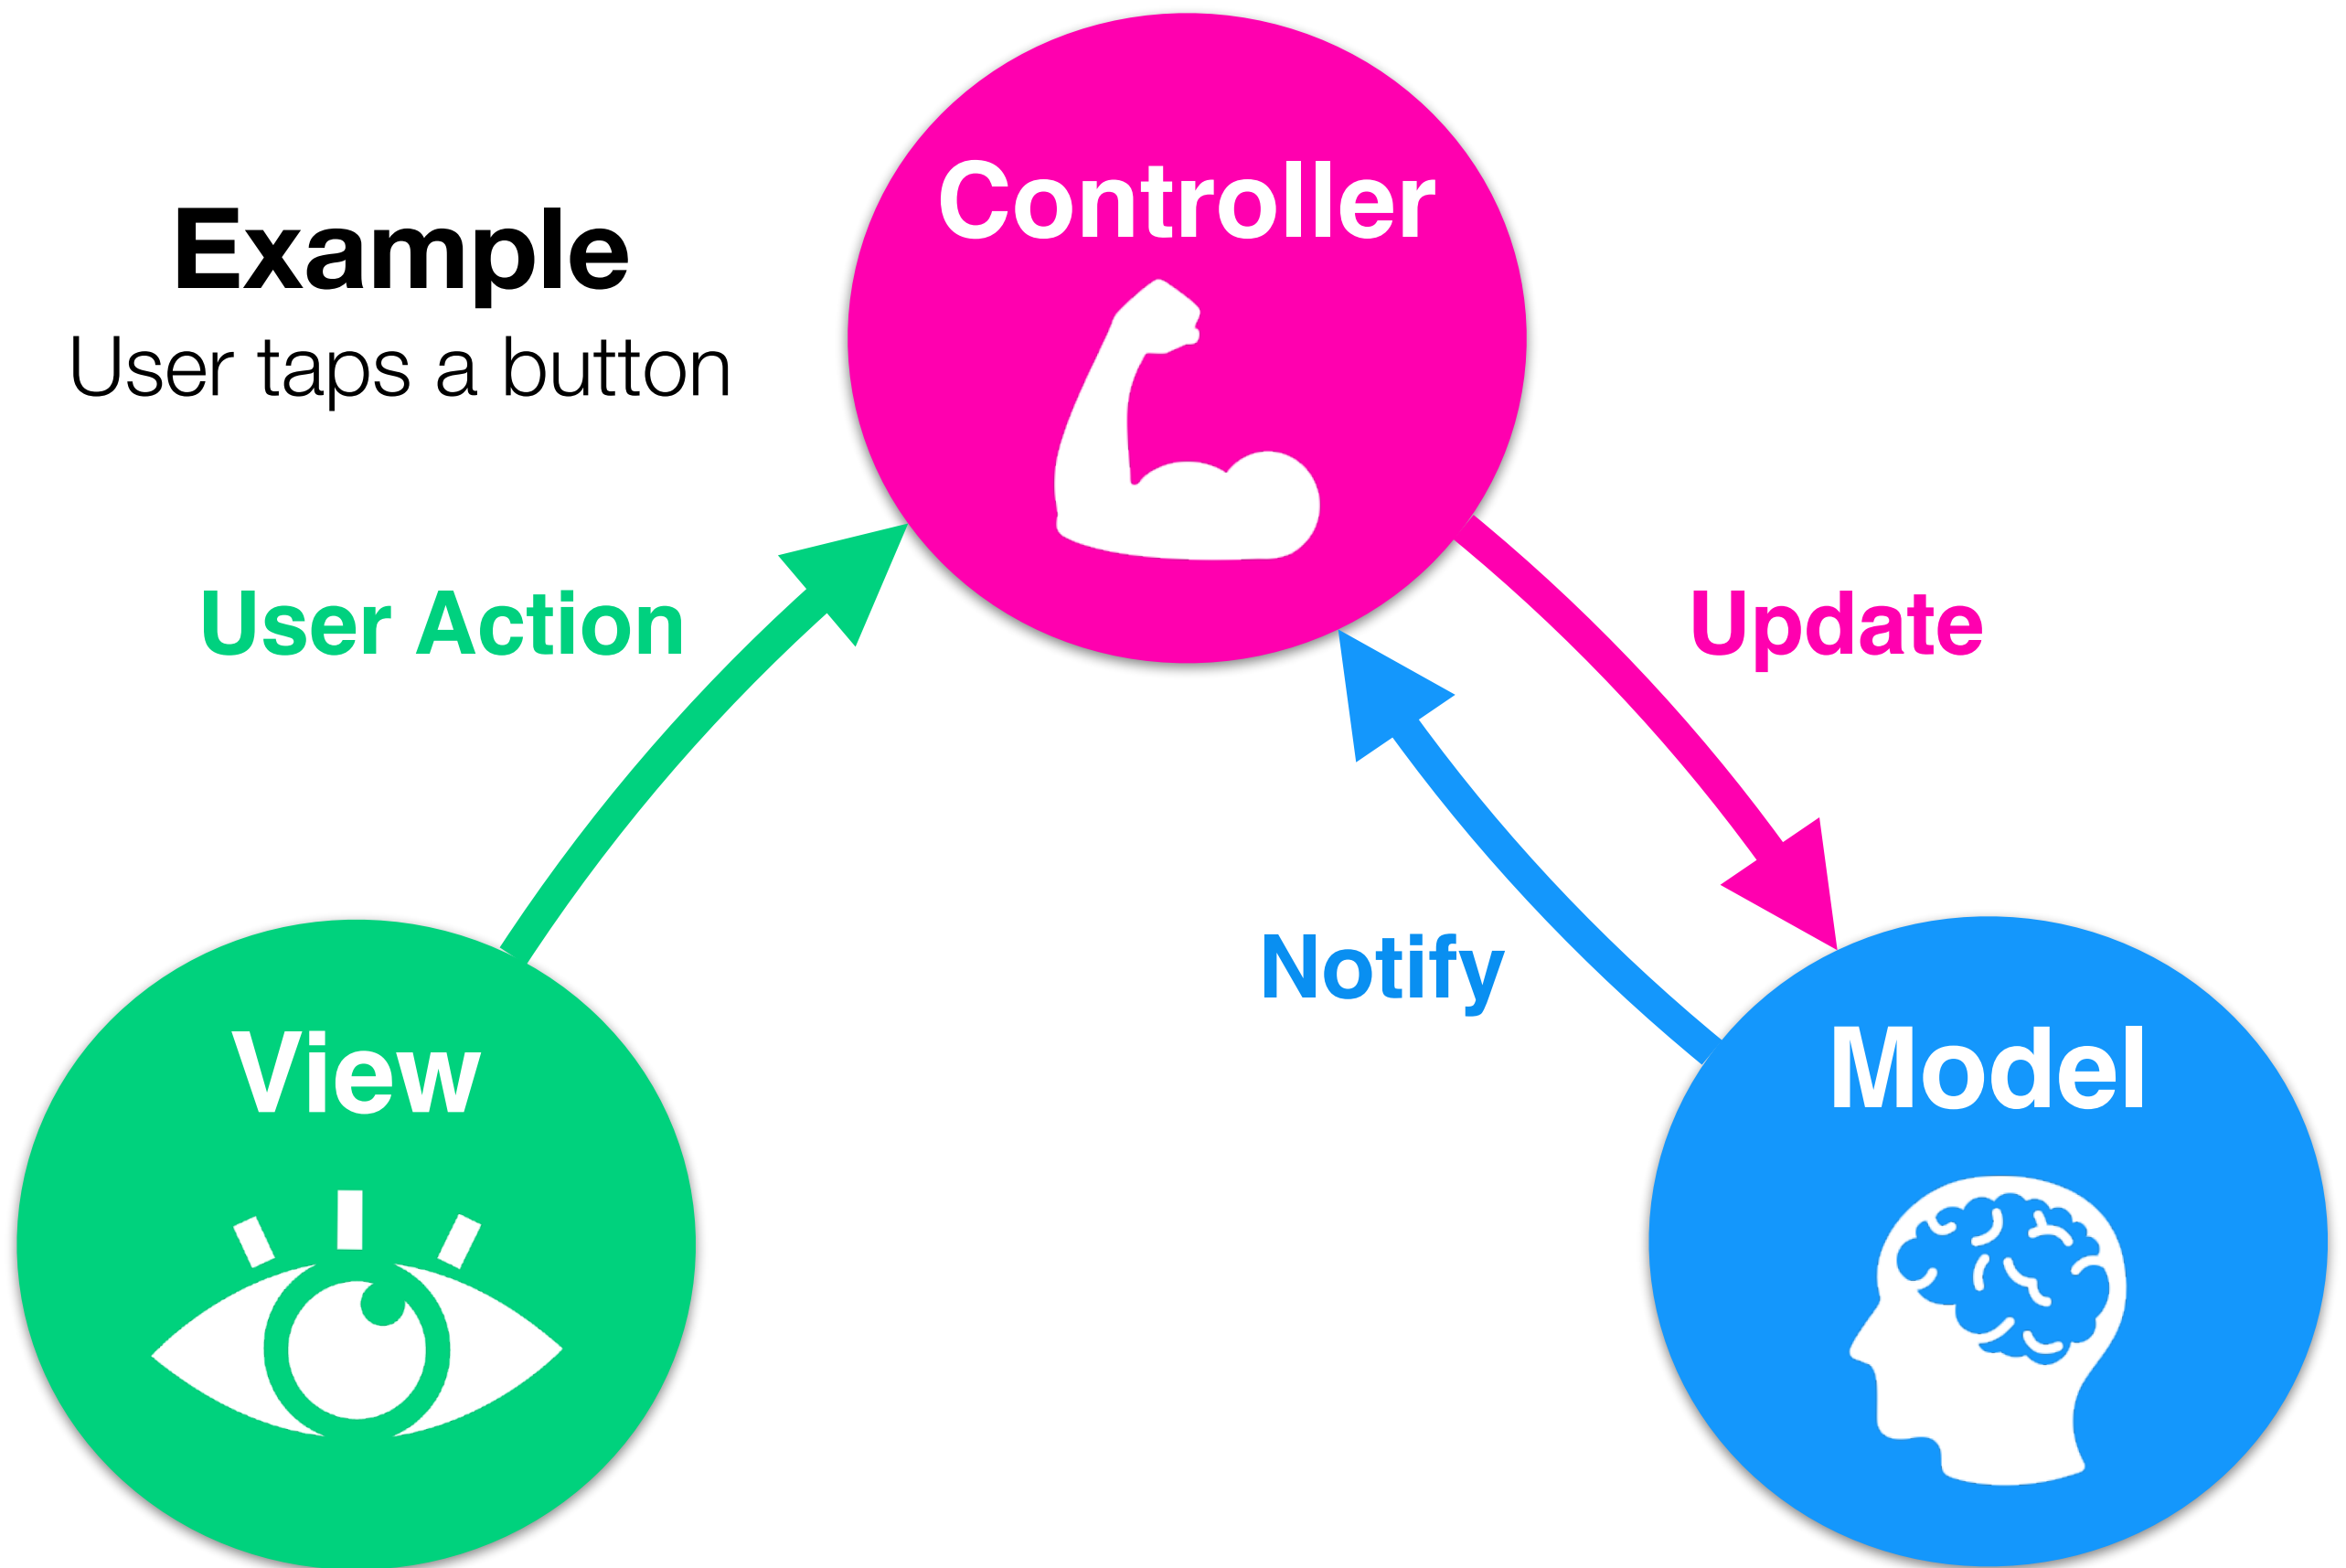 Controller
Example
User taps a button
User Action
Update
Notify
View
Model